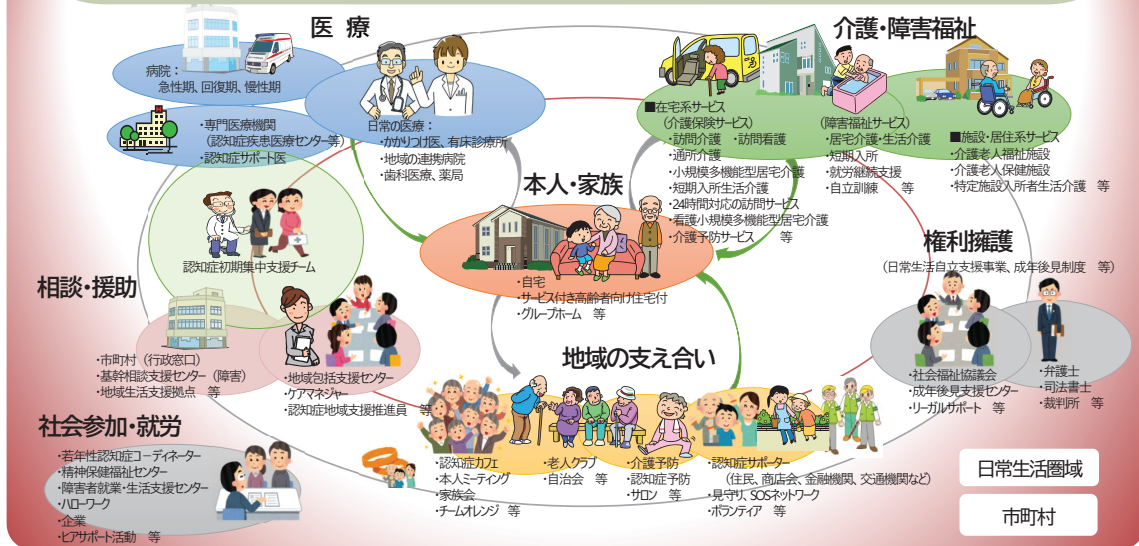 医療
病院：
急性期、回復期、慢性期
・専門医療機関
（認知症疾患医療センター等）
・認知症サポート医
日常の医療：
・かかりつけ医、有床診療所
・地域の連携病院
・歯科医療、薬局
認知症初期集中支援チーム
介護・障害福祉
■在宅系サービス
（介護保険サービス）
・訪問介護　・訪問看護
・通所介護
・小規模多機能型居宅介護
・短期入所生活介護
・24時間対応の訪問サービス
・看護小規模多機能型居宅介護
・介護予防サービス　等
（障害福祉サービス）
・居宅介護・生活介護
・短期入所
・就労継続支援
・自立訓練　等
■施設・居住系サービス
・介護老人福祉施設
・介護老人保健施設
・特定施設入所者生活介護　等
本人・家族
・自宅
・サービス付き高齢者向け住宅付
・グループホーム　等
権利擁護
（日常生活自立支援事業、成年後見制度　等）
・社会福祉協議会
・成年後見支援センター
・リーガルサポート　等
・弁護士
・司法書士
・裁判所　等
相談・援助
・市町村（行政窓口）
・基幹相談支援センター（障害）
・地域生活支援拠点　等
・地域包括支援センター
・ケアマネジャー
・認知症地域支援推進員　等
地域の支え合い
・認知症カフェ
・本人ミーティング
・家族会
・チームオレンジ　等
・老人クラブ
・自治会　等
・介護予防
・認知症予防
・サロン　等
・認知症サポーター
（住民、商店会、金融機関、交通機関など）
・見守り、SOSネットワーク
・ボランティア　等
社会参加・就労
・若年性認知症コーディネーター
・精神保健福祉センター
・障害者就業・生活支援センター
・ハローワーク
・企業
・ピアサポート活動　等
日常生活圏域
市町村